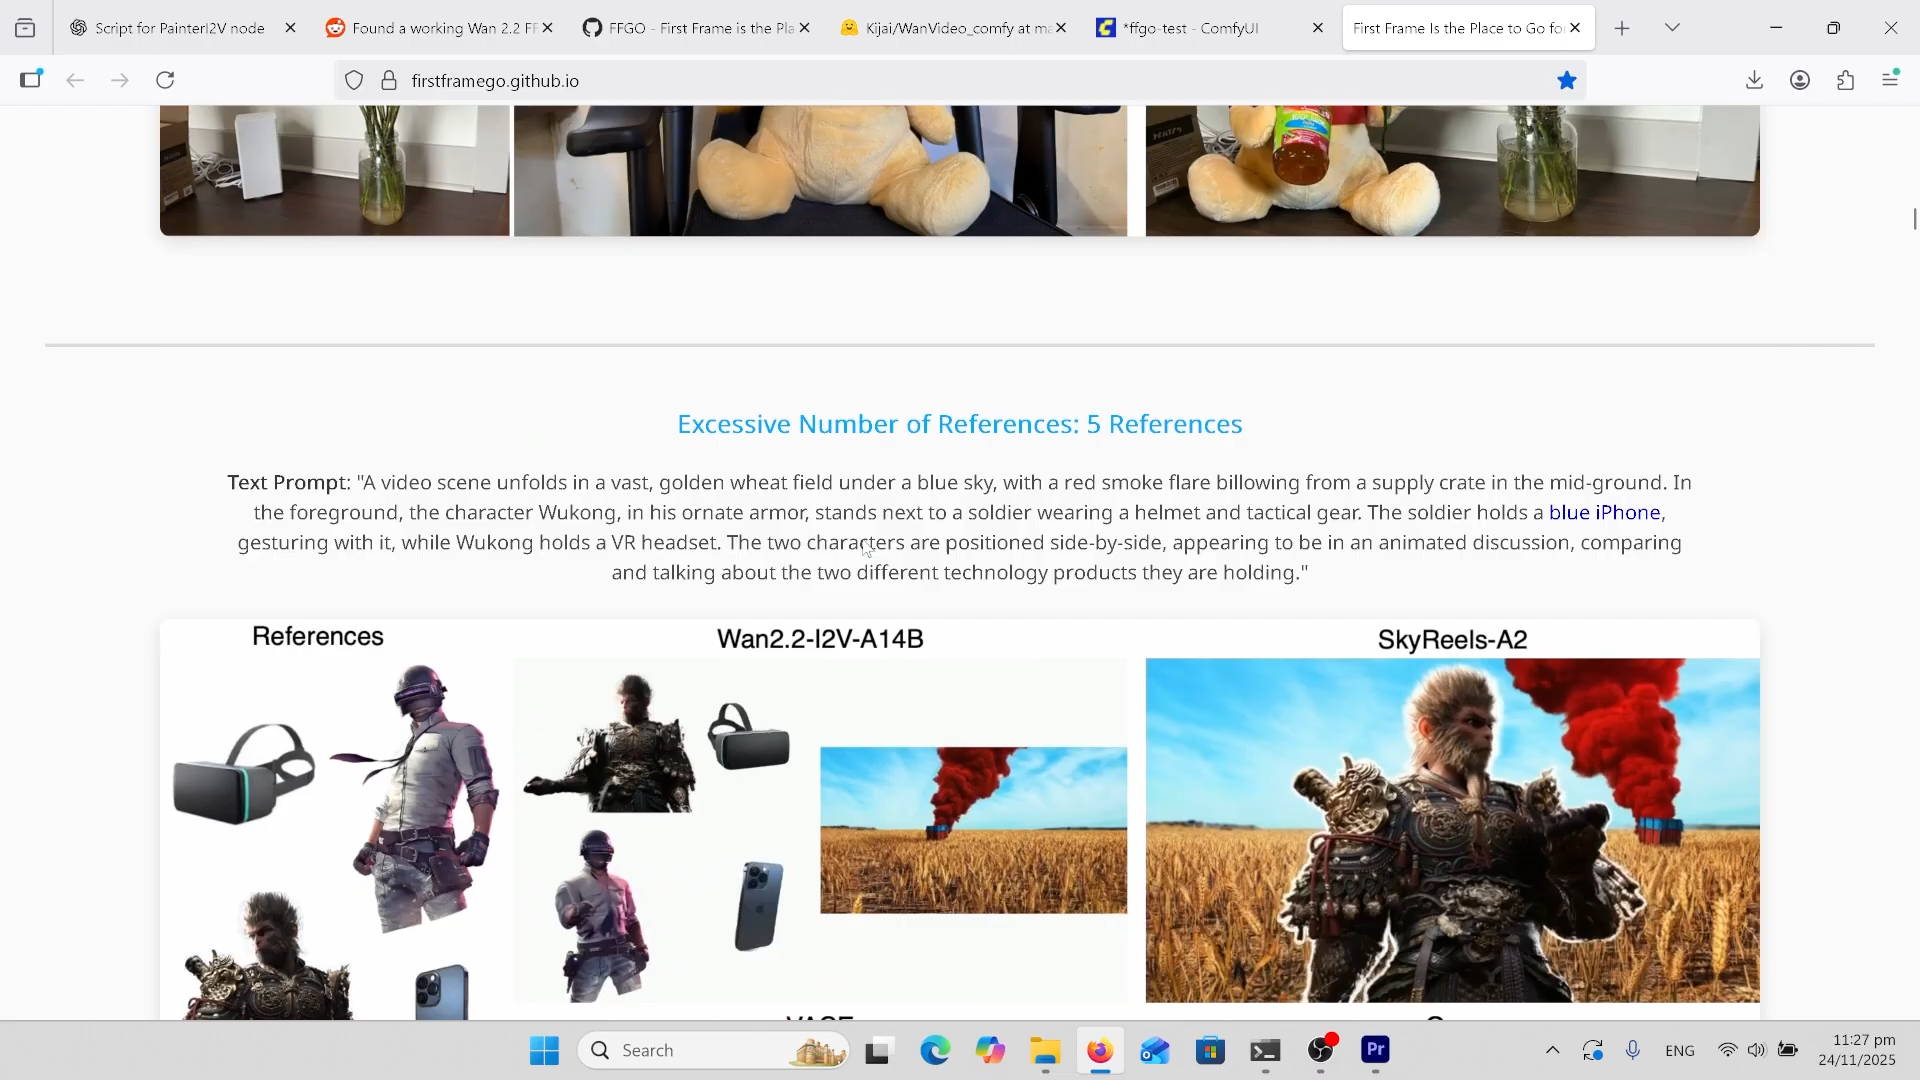 Script for PainterI2V node
Found a working Wan 2.2 FF
FFGO - First Frame is the Pla
Kijai/WanVideo_comfy at ma
*ffgo-test - ComfyUI
First Frame Is the Place to Go fo
firstframego.github.io
Excessive Number of References: 5 References
Text Prompt: "A video scene unfolds in a vast, golden wheat field under a blue sky, with a red smoke flare billowing from a supply crate in the mid-ground. In
the foreground, the character Wukong, in his ornate armor, stands next to a soldier wearing a helmet and tactical gear. The soldier holds a blue iPhone,
gesturing with it, while Wukong holds a VR headset. The two characters are positioned side-by-side, appearing to be in an animated discussion, comparing
and talking about the two different technology products they are holding."
References
Wan2.2-I2V-A14B
SkyReels-A2
Search
Pr
ENG
11:27 pm
24/11/2025